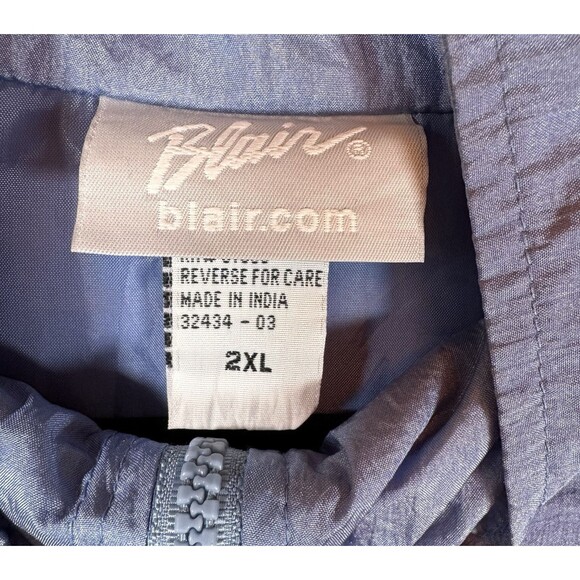 Blair®
blair.com
REVERSE FOR CARE
MADE IN INDIA
32434 - 03
2XL